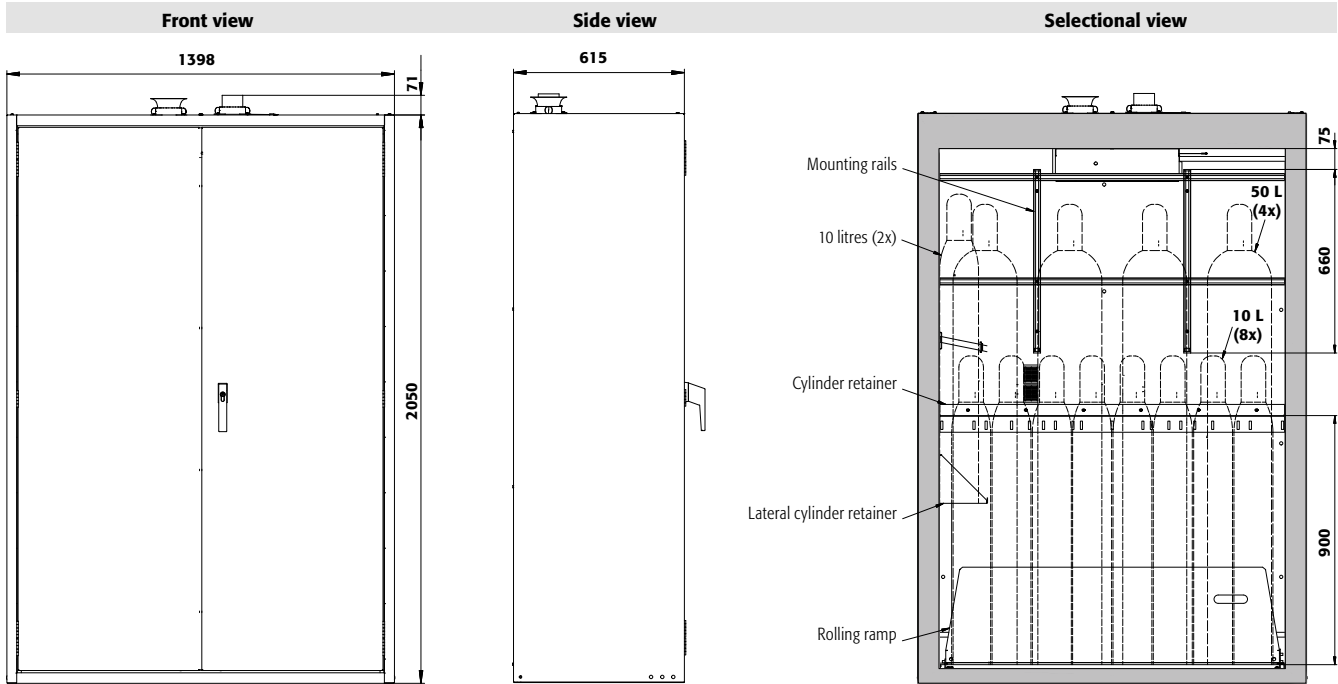 Front view
Side view
Selectional view
1398
71
2050
615
75
Mounting rails
50 L
(4x)
10 litres (2x)
660
10 L
(8x)
Cylinder retainer
Lateral cylinder retainer
900
Rolling ramp